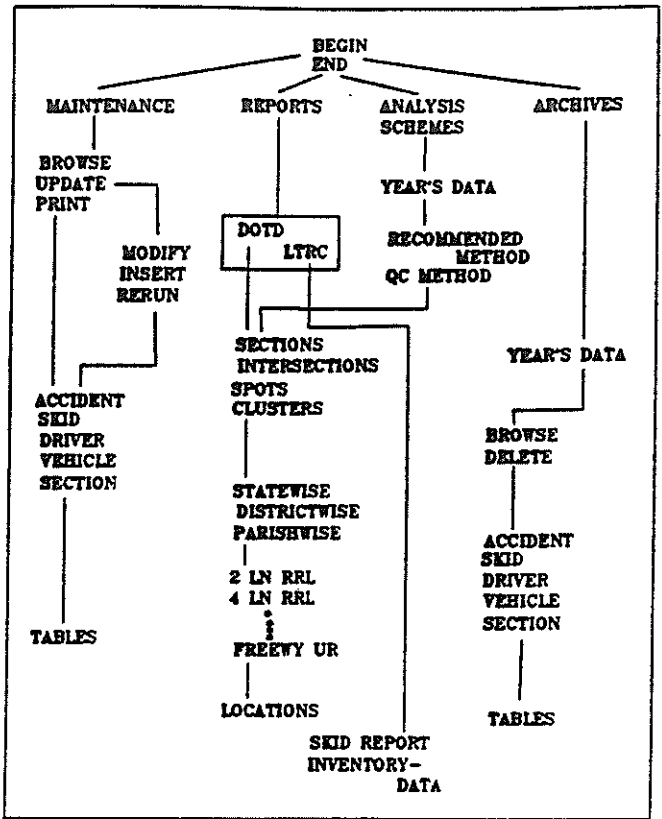 BEGIN
END
MAINTENANCE
REPORTS
ANALYSIS
SCHEMES
ARCHIVES
BROWSE
UPDATE
PRINT
MODIFY
INSERT
RERUN
ACCIDENT
SKID
DRIVER
VEHICLE
SECTION
TABLES
DOTD
LTRC
SECTIONS
INTERSECTIONS
SPOTS
CLUSTERS
STATEWISE
DISTRICTWISE
PARISHWISE
2 LN RRL
4 LN RRL
FREEWY UR
LOCATIONS
SKID REPORT
INVENTORY-
DATA
YEAR'S DATA
RECOMMENDED
METHOD
QC METHOD
YEAR'S DATA
BROWSE
DELETE
ACCIDENT
SKID
DRIVER
VEHICLE
SECTION
TABLES